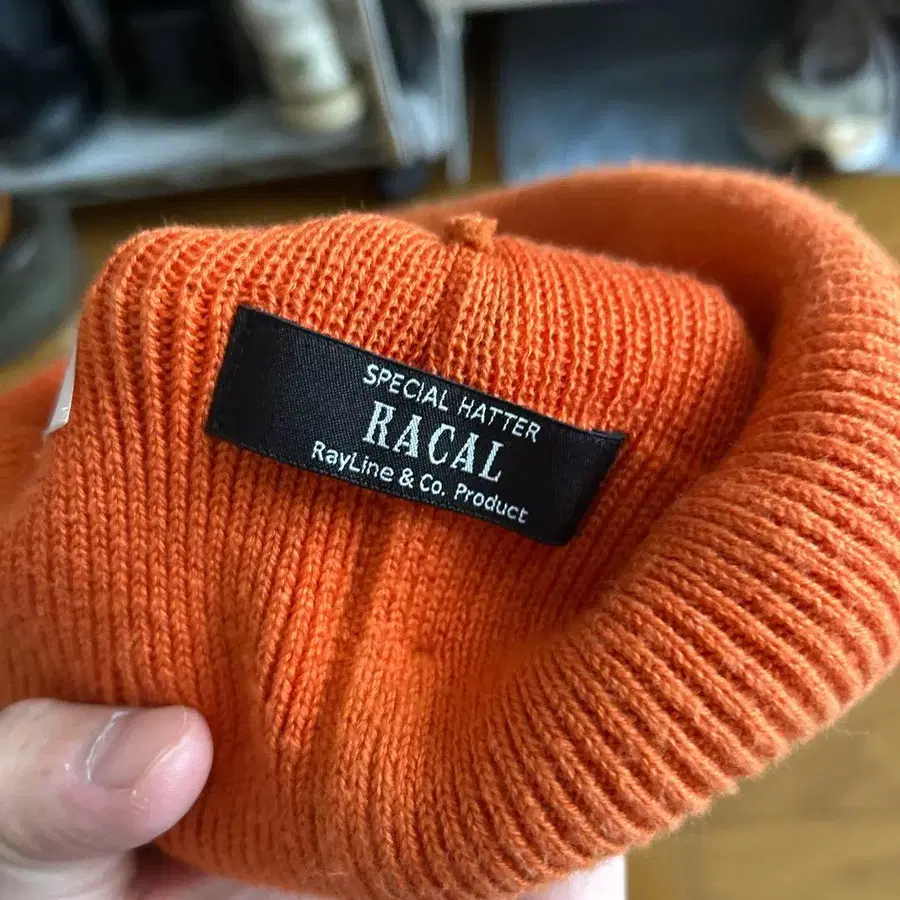 SPECIAL HATTER
RACAL
RayLine & Co. Product